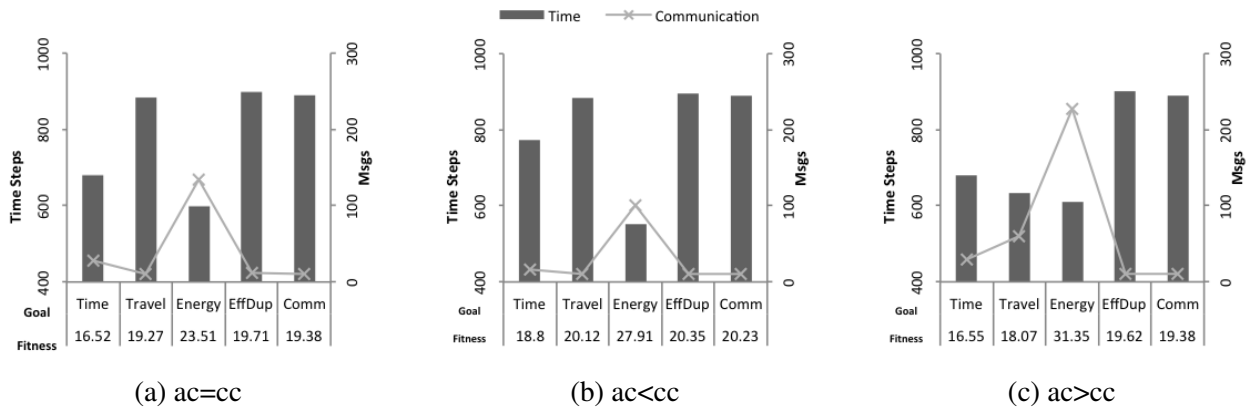 Time Communication
1000 800 600 400
Time Steps
300 200 100 0
Msgs
Goal Time Travel Energy EffDup Comm
Fitness 16.52 19.27 23.51 19.71 19.38
(a) ac=cc
1000 800 600 400
Time Steps
300 200 100 0
Msgs
Goal Time Travel Energy EffDup Comm
Fitness 18.8 20.12 27.91 20.35 20.23
(b) ac<cc
1000 800 600 400
Time Steps
300 200 100 0
Msgs
Goal Time Travel Energy EffDup Comm
Fitness 16.55 18.07 31.35 19.62 19.38
(c) ac>cc